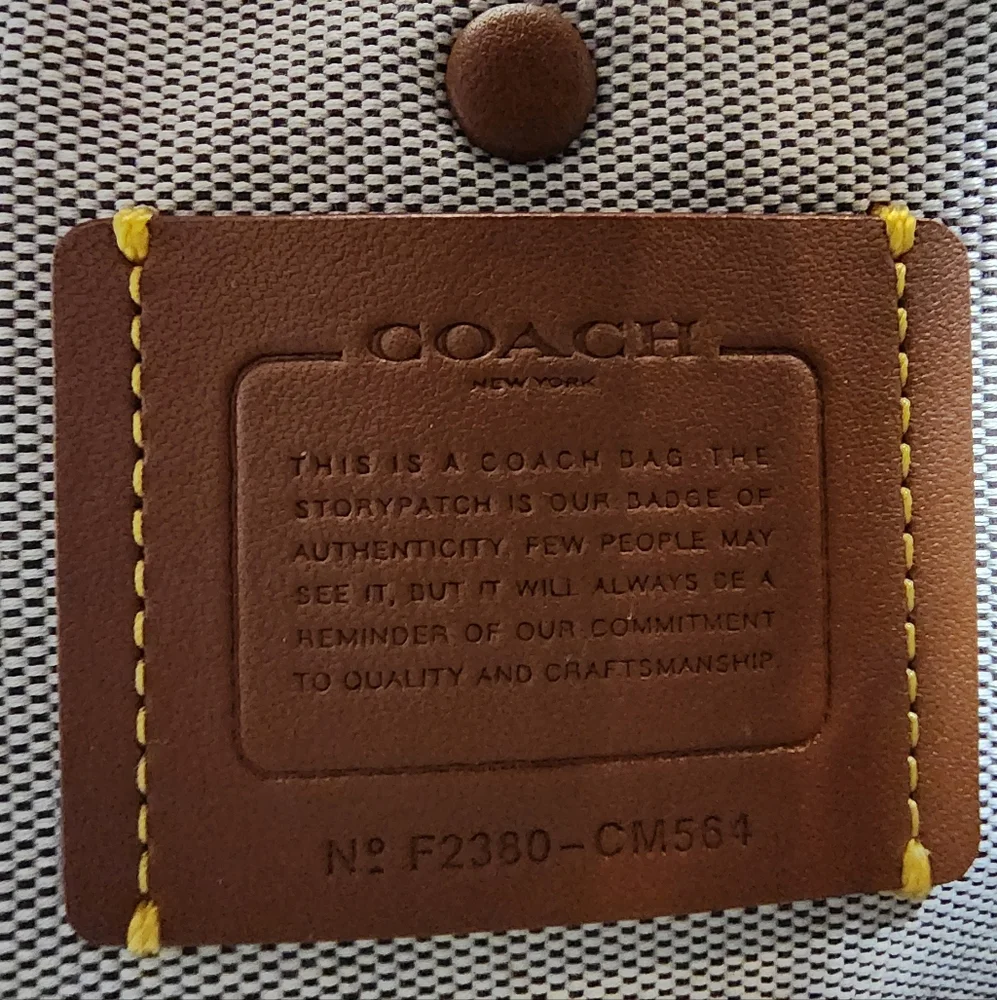 COACH
NEW YORK
THIS IS A COACH BAG. THE
STORYPATCH IS OUR BADGE OF
AUTHENTICITY. FEW PEOPLE MAY
SEE IT, BUT IT WILL ALWAYS BE A
REMINDER OF OUR COMMITMENT
TO QUALITY AND CRAFTSMANSHIP.
Nº F2380-CM564